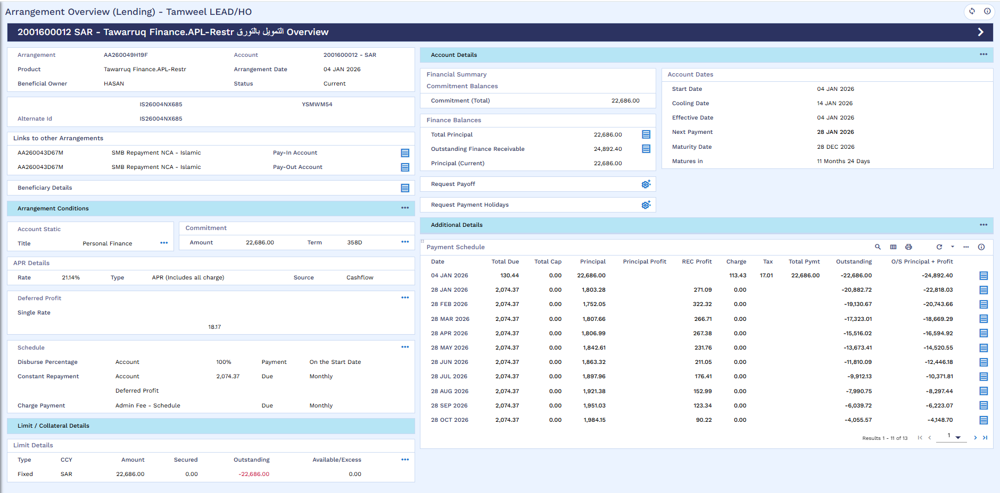 Arrangement Overview (Lending) - Tamweel LEAD/HO
2001600012 SAR - Tawarruq Finance.APL-Restr التمويل بالتورق Overview
Arrangement AA260049H19F Account 2001600012 - SAR
Product Tawarruq Finance.APL-Restr Arrangement Date 04 JAN 2026
Beneficial Owner HASAN Status Current
IS26004NX685 YSMWM54
Alternate Id IS26004NX685
Links to other Arrangements
AA260043D67M SMB Repayment NCA - Islamic Pay-In Account
AA260043D67M SMB Repayment NCA - Islamic Pay-Out Account
Beneficiary Details
Arrangement Conditions
Account Static
Title Personal Finance
Commitment
Amount 22,686.00 Term 358D
APR Details
Rate 21.14% Type APR (Includes all charge) Source Cashflow
Deferred Profit
Single Rate
18.17
Schedule
Disburse Percentage Account 100% Payment On the Start Date
Constant Repayment Account 2,074.37 Due Monthly
Deferred Profit
Charge Payment Admin Fee - Schedule Due Monthly
Limit / Collateral Details
Limit Details
Type CCY Amount Secured Outstanding Available/Excess
Fixed SAR 22,686.00 0.00 -22,686.00 0.00
Account Details
Financial Summary
Commitment Balances
Commitment (Total) 22,686.00
Finance Balances
Total Principal 22,686.00
Outstanding Finance Receivable 24,892.40
Principal (Current) 22,686.00
Request Payoff
Request Payment Holidays
Account Dates
Start Date 04 JAN 2026
Cooling Date 14 JAN 2026
Effective Date 04 JAN 2026
Next Payment 28 JAN 2026
Maturity Date 28 DEC 2026
Matures in 11 Months 24 Days
Additional Details
Payment Schedule
Date Total Due Total Cap Principal Principal Profit REC Profit Charge Tax Total Pymt Outstanding O/S Principal + Profit
04 JAN 2026 130.44 0.00 22,686.00 113.43 17.01 22,686.00 -22,686.00 -24,892.40
28 JAN 2026 2,074.37 0.00 1,803.28 271.09 0.00 -20,882.72 -22,818.03
28 FEB 2026 2,074.37 0.00 1,752.05 322.32 0.00 -19,130.67 -20,743.66
28 MAR 2026 2,074.37 0.00 1,807.66 266.71 0.00 -17,323.01 -18,669.29
28 APR 2026 2,074.37 0.00 1,806.99 267.38 0.00 -15,516.02 -16,594.92
28 MAY 2026 2,074.37 0.00 1,842.61 231.76 0.00 -13,673.41 -14,520.55
28 JUN 2026 2,074.37 0.00 1,863.32 211.05 0.00 -11,810.09 -12,446.18
28 JUL 2026 2,074.37 0.00 1,897.96 176.41 0.00 -9,912.13 -10,371.81
28 AUG 2026 2,074.37 0.00 1,921.38 152.99 0.00 -7,990.75 -8,297.44
28 SEP 2026 2,074.37 0.00 1,951.03 123.34 0.00 -6,039.72 -6,223.07
28 OCT 2026 2,074.37 0.00 1,984.15 90.22 0.00 -4,055.57 -4,148.70
Results 1 - 11 of 13 1